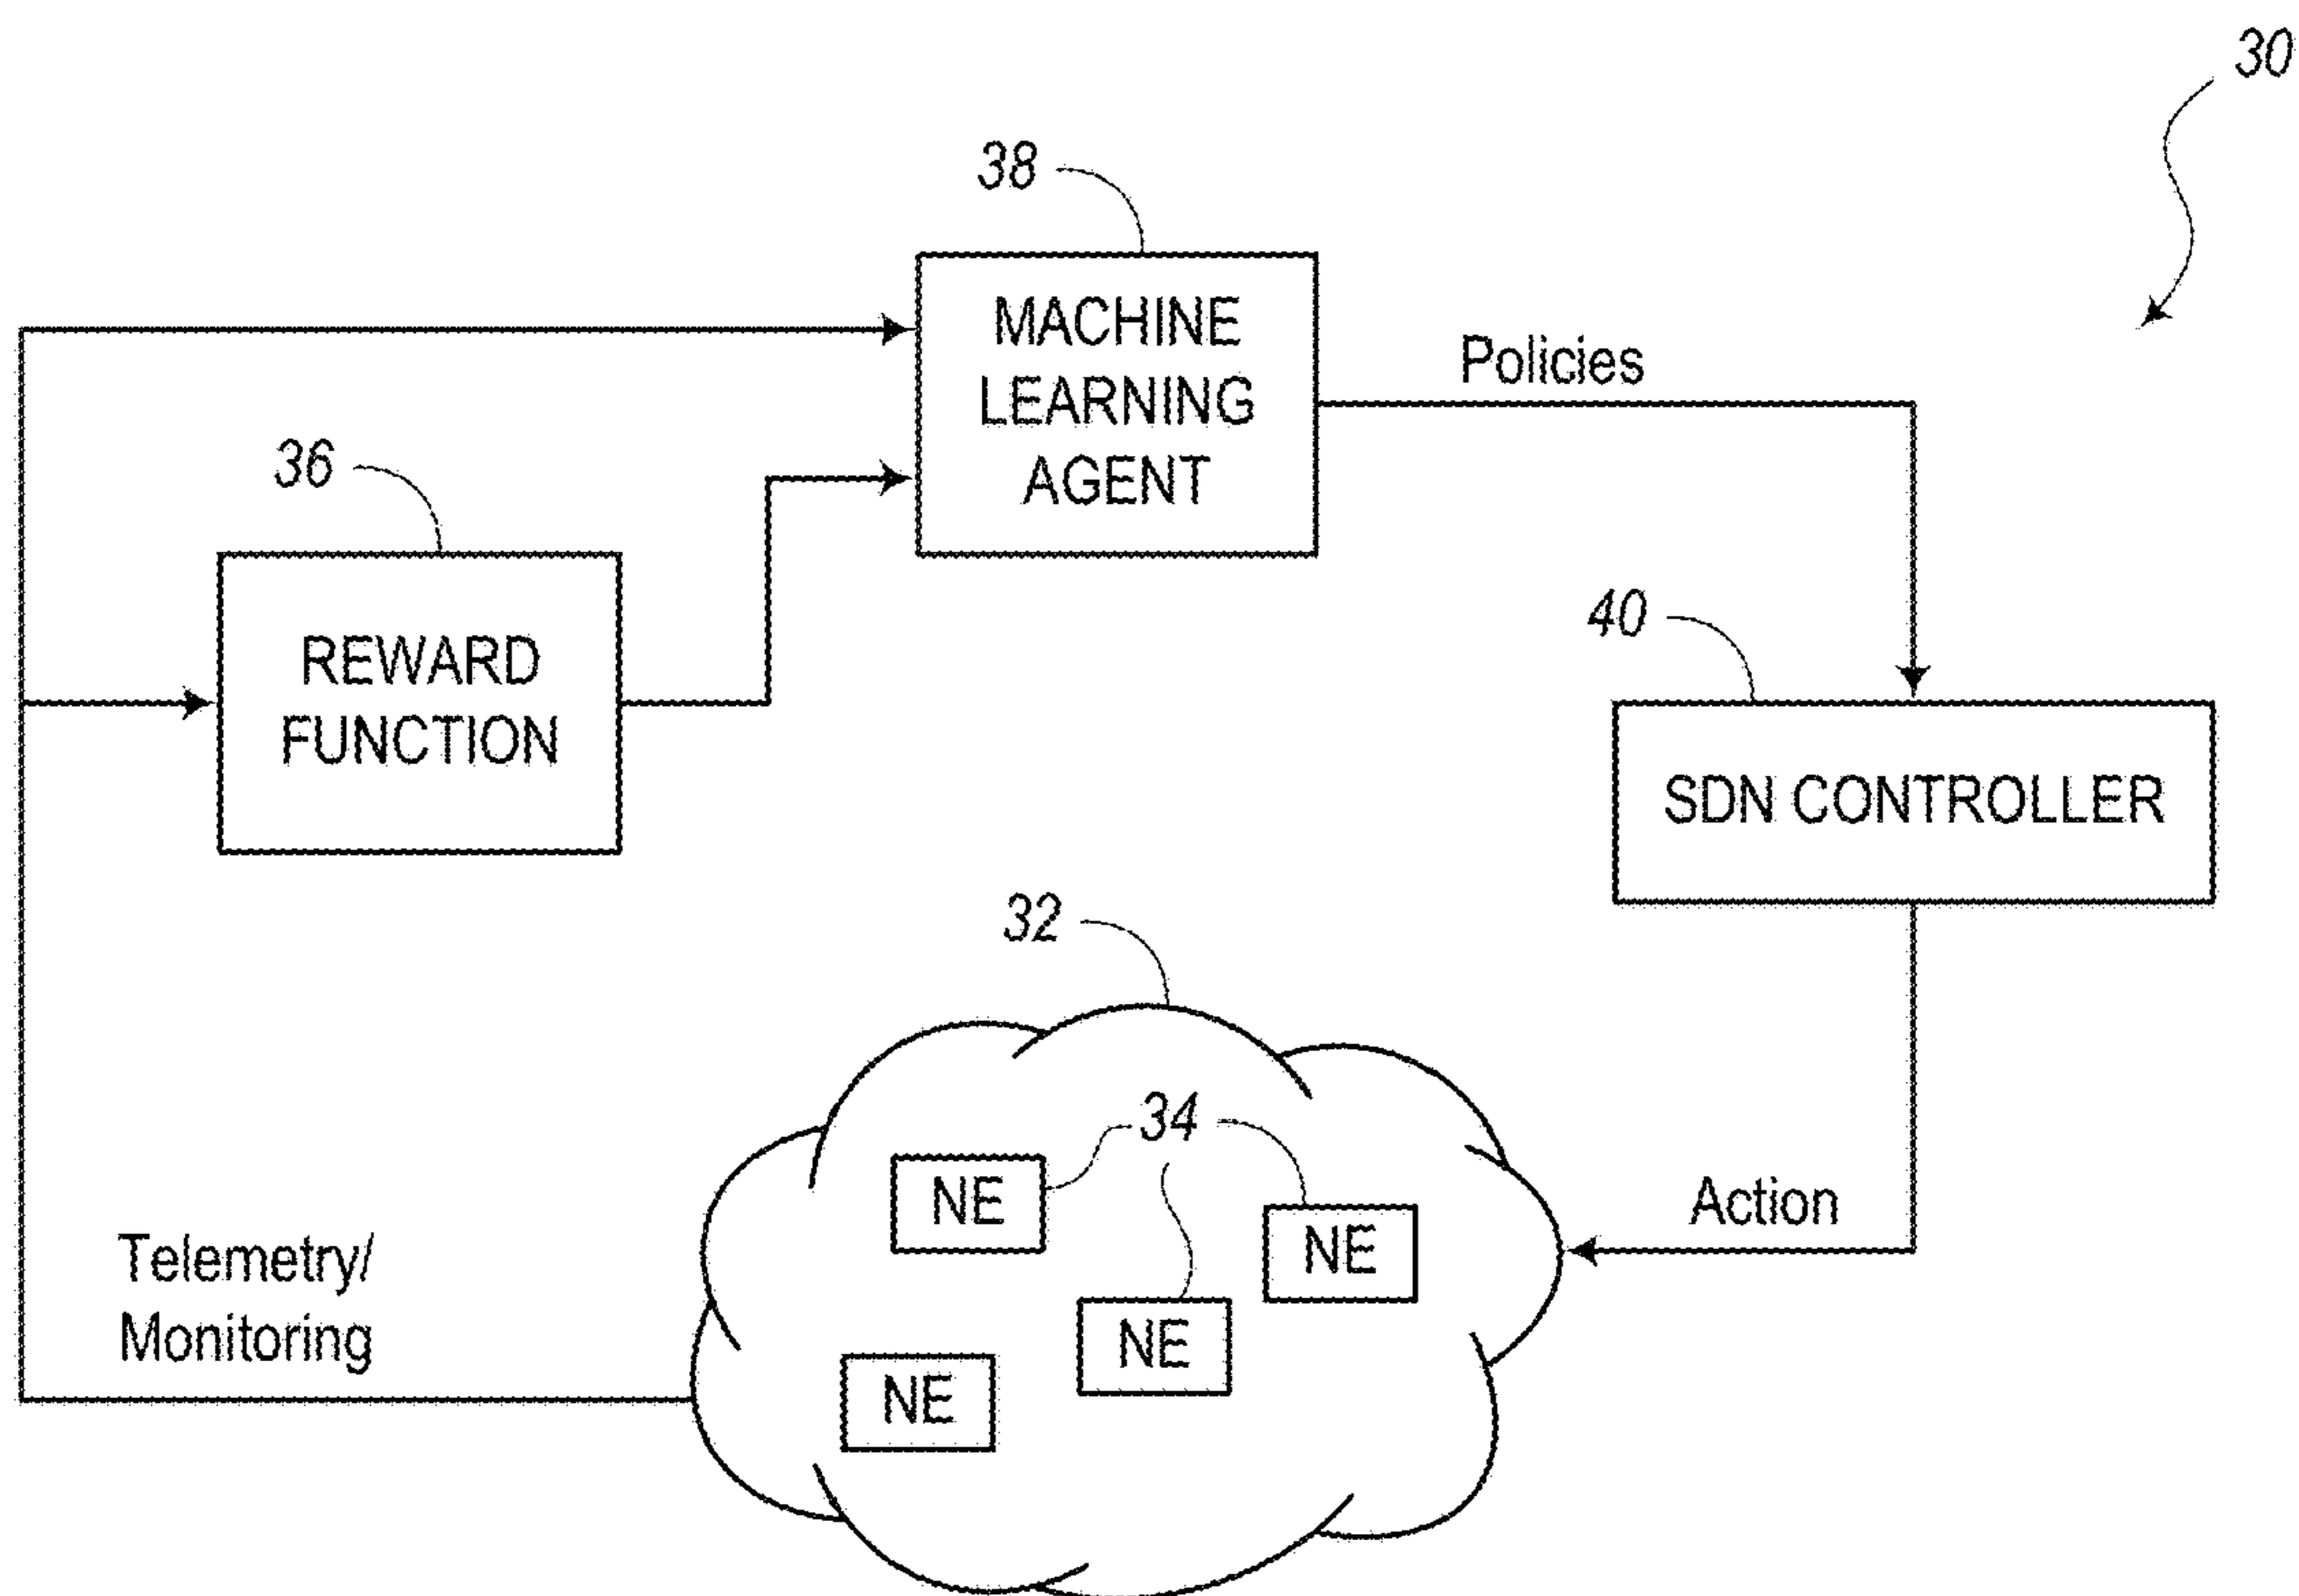 30
38
MACHINE
LEARNING
AGENT
Policies
36
REWARD
FUNCTION
40
SDN CONTROLLER
32
34
NE
NE
NE
NE
Action
Telemetry/
Monitoring